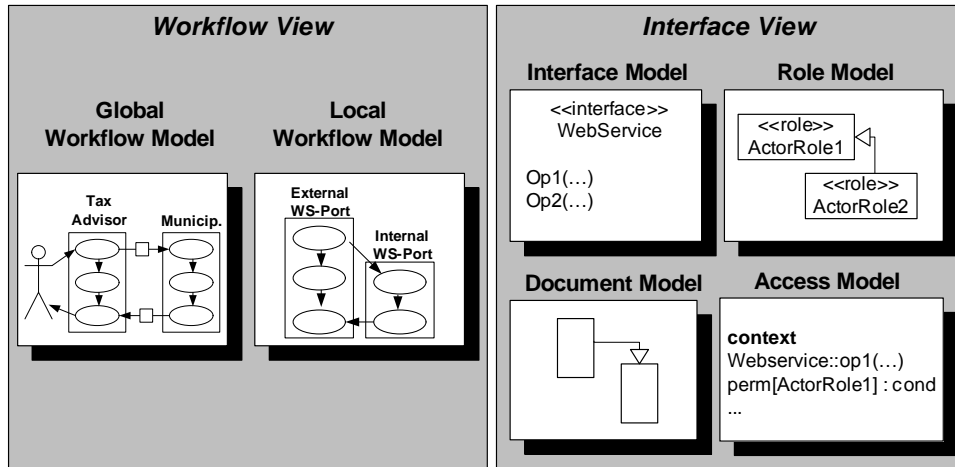 Workflow View
Global
Workflow Model
Local
Workflow Model
Tax
Advisor
Municip.
External
WS-Port
Internal
WS-Port
Interface View
Interface Model
Role Model
<<interface>>
WebService
Op1(...)
Op2(...)
<<role>>
ActorRole1
<<role>>
ActorRole2
Document Model
Access Model
context
Webservice::op1(...)
perm[ActorRole1] : cond
...